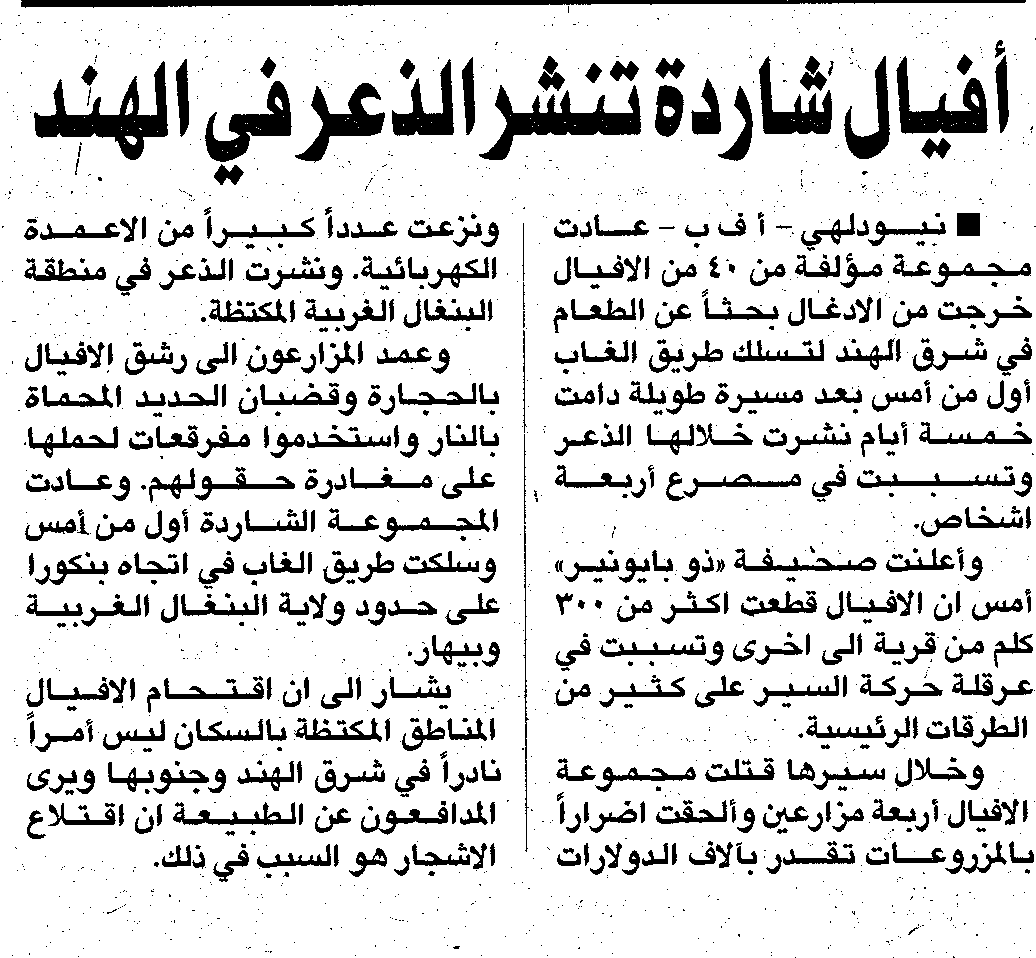 أفيال شاردة تنشر الذعر في الهند
■ نيودلهي - أ ف ب - عادت
مجموعة مؤلفة من ٤٠ من الافيال
خرجت من الادغال بحثاً عن الطعام
في شرق الهند لتسلك طريق الغاب
أول من أمس بعد مسيرة طويلة دامت
خمسة أيام نشرت خلالها الذعر
وتسببت في مصرع أربعة
اشخاص.
وأعلنت صحيفة «ذو بايونير»
أمس ان الافيال قطعت اكثر من ٣٠٠
كلم من قرية الى اخرى وتسببت في
عرقلة حركة السير على كثير من
الطرقات الرئيسية.
وخلال سيرها قتلت مجموعة
الافيال أربعة مزارعين وألحقت اضراراً
بالمزروعات تقدر بآلاف الدولارات
ونزعت عدداً كبيراً من الاعمدة
الكهربائية. ونشرت الذعر في منطقة
البنغال الغربية المكتظة.
وعمد المزارعون الى رشق الافيال
بالحجارة وقضبان الحديد المحماة
بالنار واستخدموا مفرقعات لحملها
على مغادرة حقولهم. وعادت
المجموعة الشاردة أول من أمس
وسلكت طريق الغاب في اتجاه بنكورا
على حدود ولاية البنغال الغربية
وبيهار.
يشار الى ان اقتحام الافيال
المناطق المكتظة بالسكان ليس أمراً
نادراً في شرق الهند وجنوبها ويرى
المدافعون عن الطبيعة ان اقتلاع
الاشجار هو السبب في ذلك.